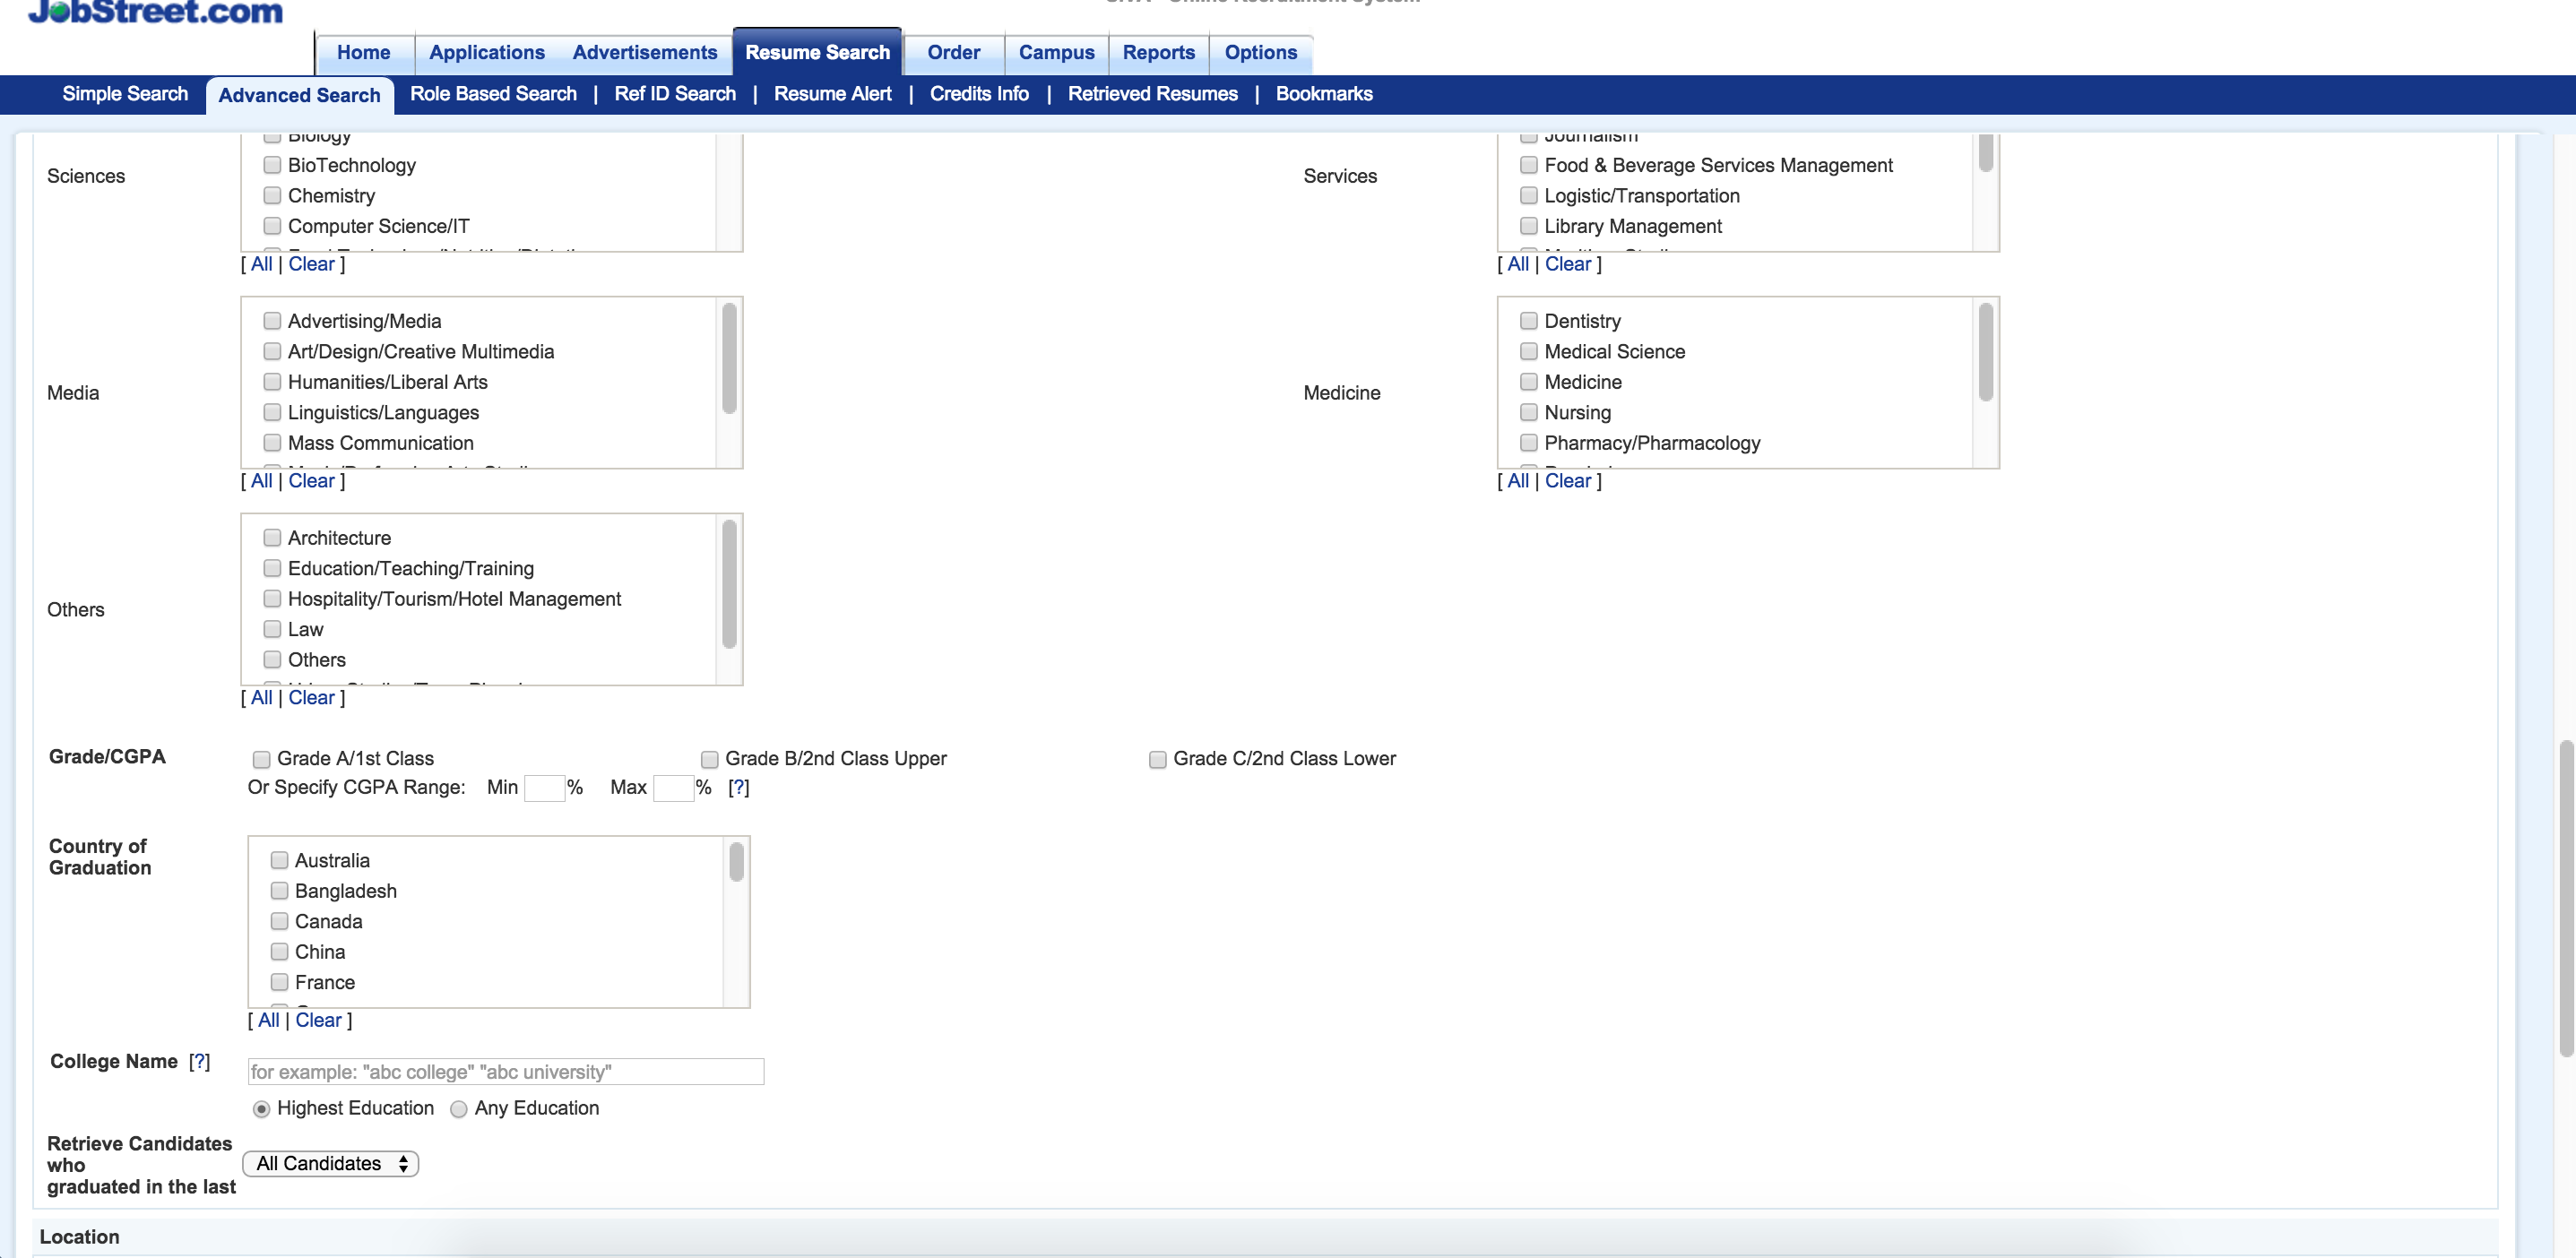 JobStreet.com
SIVA - Online Recruitment System
Home Applications Advertisements Resume Search Order Campus Reports Options
Simple Search Advanced Search Role Based Search | Ref ID Search | Resume Alert | Credits Info | Retrieved Resumes | Bookmarks
Sciences
Biology
BioTechnology
Chemistry
Computer Science/IT
[ All | Clear ]
Services
Journalism
Food & Beverage Services Management
Logistic/Transportation
Library Management
[ All | Clear ]
Media
Advertising/Media
Art/Design/Creative Multimedia
Humanities/Liberal Arts
Linguistics/Languages
Mass Communication
[ All | Clear ]
Medicine
Dentistry
Medical Science
Medicine
Nursing
Pharmacy/Pharmacology
[ All | Clear ]
Others
Architecture
Education/Teaching/Training
Hospitality/Tourism/Hotel Management
Law
Others
[ All | Clear ]
Grade/CGPA
Grade A/1st Class Grade B/2nd Class Upper Grade C/2nd Class Lower
Or Specify CGPA Range: Min % Max % [?]
Country of
Graduation
Australia
Bangladesh
Canada
China
France
[ All | Clear ]
College Name [?]
for example: "abc college" "abc university"
Highest Education Any Education
Retrieve Candidates
who
graduated in the last
All Candidates
Location